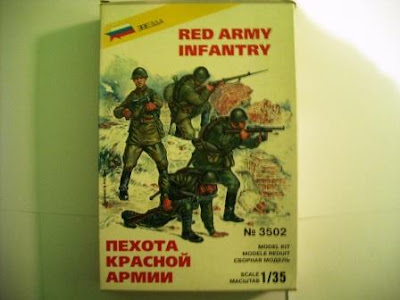 ЗВЕЗДА
RED ARMY
INFANTRY
№ 3502
MODEL KIT
MODELE REDUIT
СБОРНАЯ МОДЕЛЬ
ПЕХОТА
КРАСНОЙ
АРМИИ
SCALE
МАСШТАБ 1/35